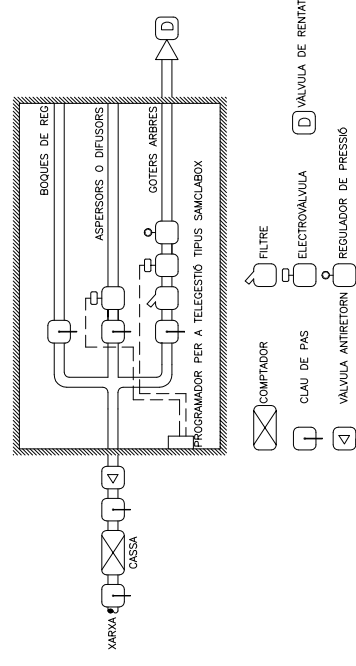 BOQUES DE REG
ASPERSORS O DIFUSORS
GOTERS ARBRES
D
PROGRAMADOR PER A TELEGESTIÓ TIPUS SAMCLABOX
XARXA
CASSA
COMPTADOR
FILTRE
CLAU DE PAS
ELECTROVÀLVULA
D VÀLVULA DE RENTAT
VÀLVULA ANTIRETORN
REGULADOR DE PRESSIÓ